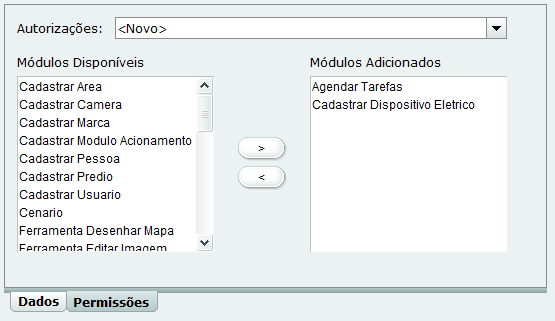 Autorizações: <Novo>
Módulos Disponíveis
Cadastrar Area
Cadastrar Camera
Cadastrar Marca
Cadastrar Modulo Acionamento
Cadastrar Pessoa
Cadastrar Predio
Cadastrar Usuario
Cenario
Ferramenta Desenhar Mapa
Ferramenta Editar Imagem
>
<
Módulos Adicionados
Agendar Tarefas
Cadastrar Dispositivo Eletrico
Dados Permissões